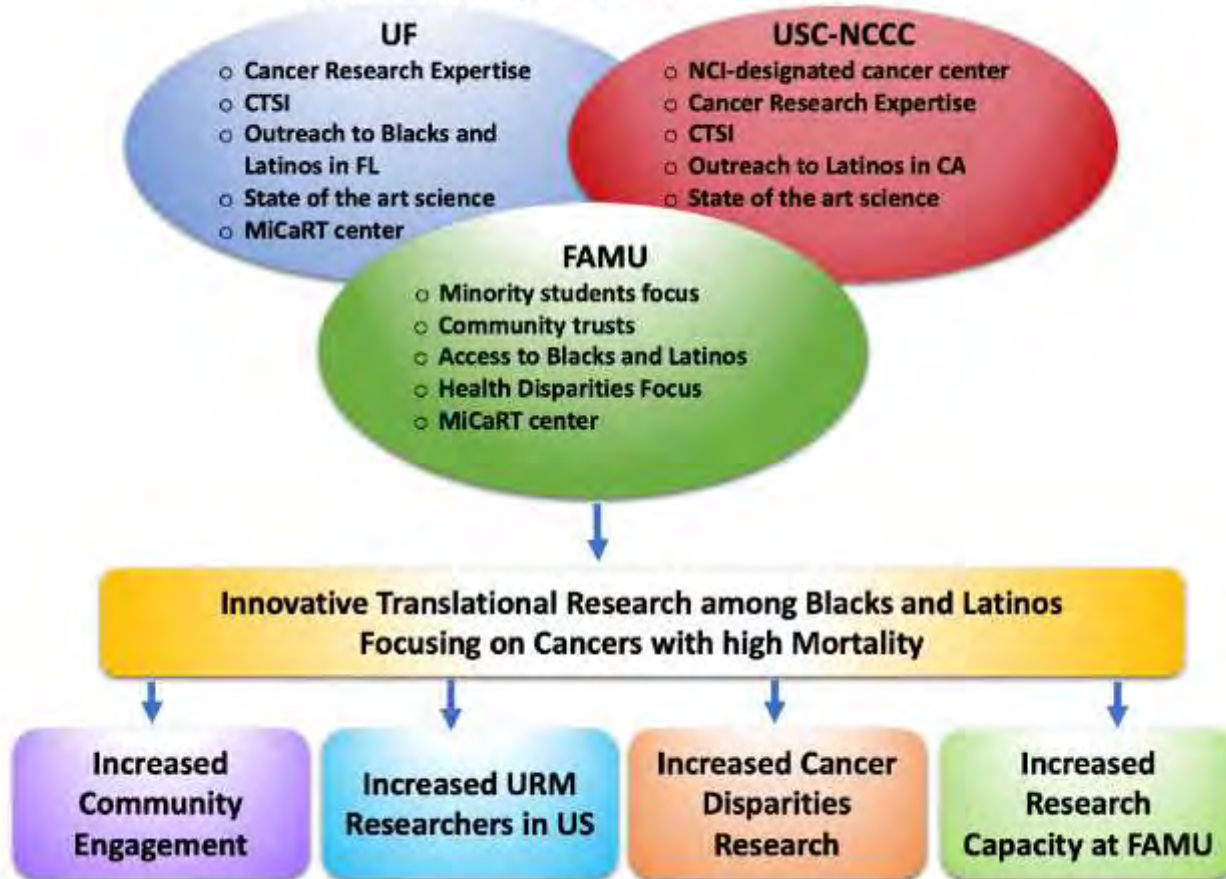 UF
○ Cancer Research Expertise
○ CTSI
○ Outreach to Blacks and
Latinos in FL
○ State of the art science
○ MiCaRT center
USC-NCCC
○ NCI-designated cancer center
○ Cancer Research Expertise
○ CTSI
○ Outreach to Latinos in CA
○ State of the art science
FAMU
○ Minority students focus
○ Community trusts
○ Access to Blacks and Latinos
○ Health Disparities Focus
○ MiCaRT center
Innovative Translational Research among Blacks and Latinos
Focusing on Cancers with high Mortality
Increased
Community
Engagement
Increased URM
Researchers in US
Increased Cancer
Disparities
Research
Increased
Research
Capacity at FAMU